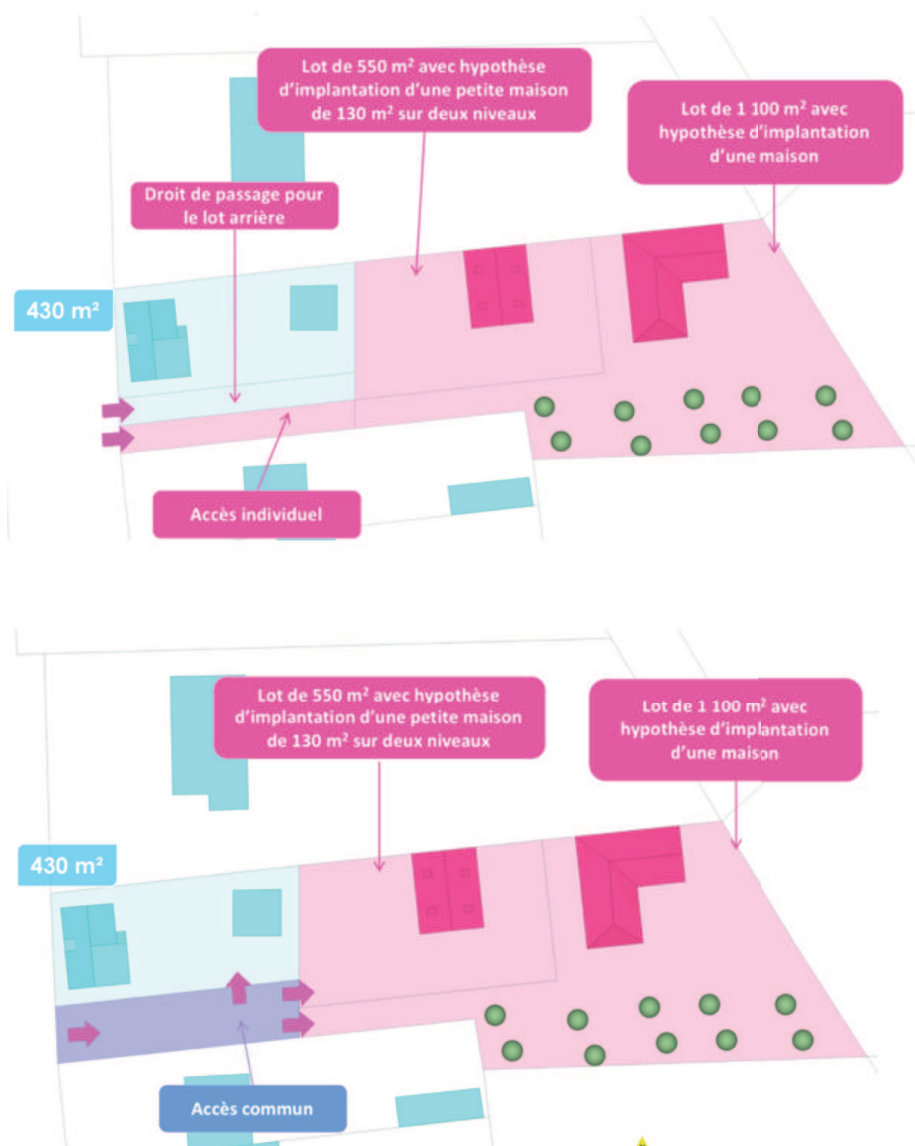 Lot de 550 m² avec hypothèse
d'implantation d'une petite maison
de 130 m² sur deux niveaux
Lot de 1 100 m² avec
hypothèse d'implantation
d'une maison
Droit de passage pour
le lot arrière
430 m²
Accès individuel
Lot de 550 m² avec hypothèse
d'implantation d'une petite maison
de 130 m² sur deux niveaux
Lot de 1 100 m² avec
hypothèse d'implantation
d'une maison
430 m²
Accès commun